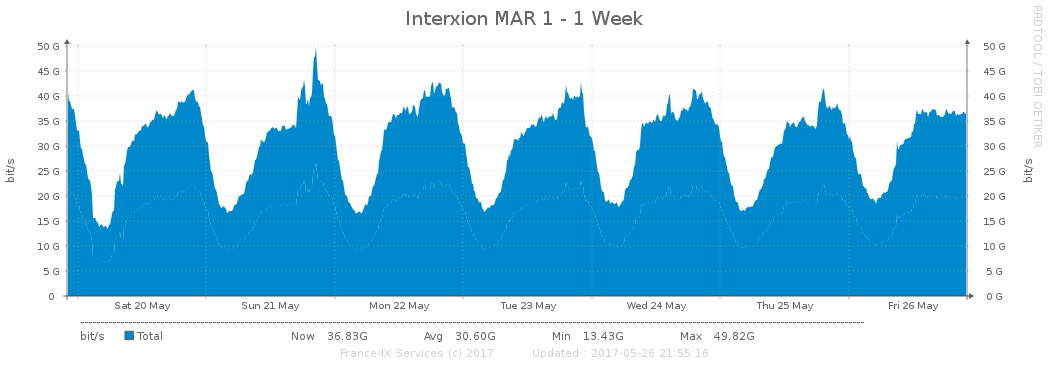 Interxion MAR 1 - 1 Week
RRDTOOL / TOBI OETIKER
bit/s
50 G 50 G
45 G 45 G
40 G 40 G
35 G 35 G
30 G 30 G
25 G 25 G
20 G 20 G
15 G 15 G
10 G 10 G
5 G 5 G
0 0 G
bit/s
Sat 20 May Sun 21 May Mon 22 May Tue 23 May Wed 24 May Thu 25 May Fri 26 May
bit/s Total Now 36.83G Avg 30.60G Min 13.43G Max 49.82G
France-IX Services (c) 2017 Updated : 2017-05-26 21:55:16